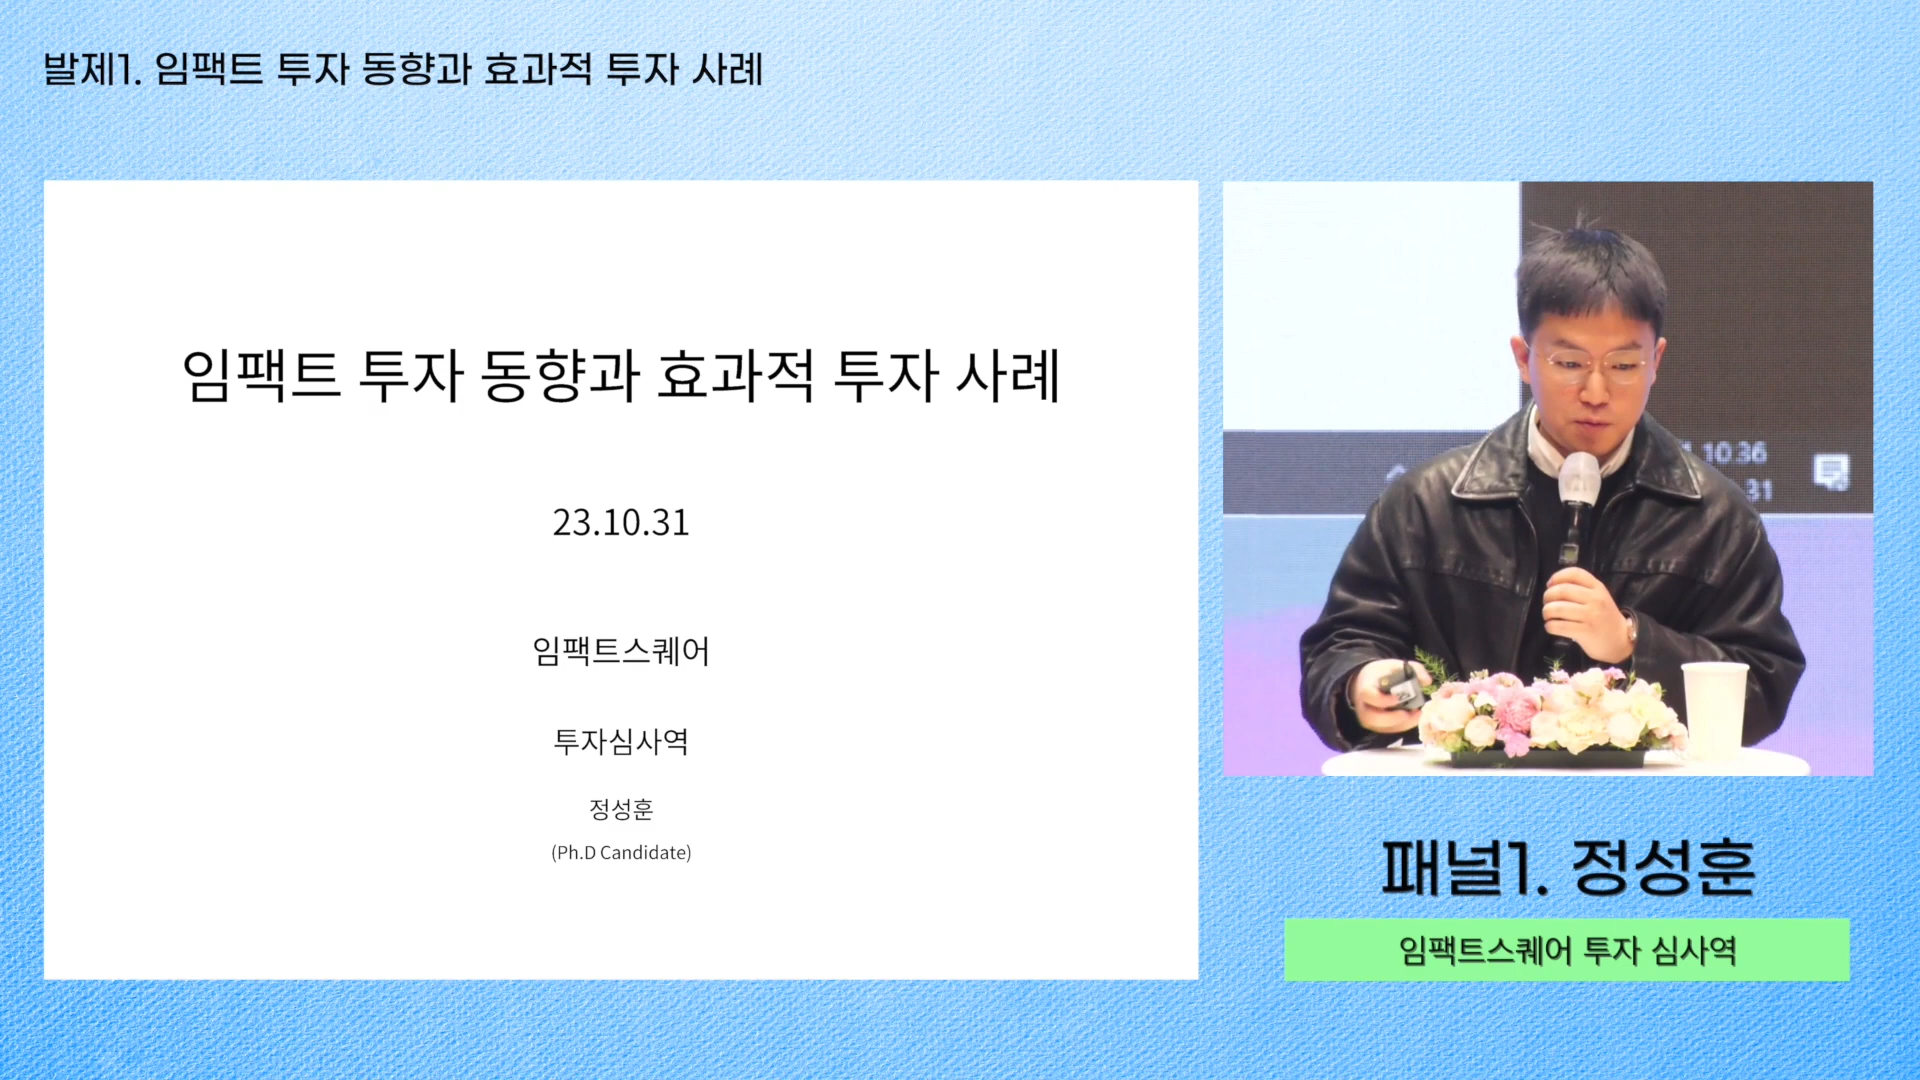 발제1. 임팩트 투자 동향과 효과적 투자 사례
임팩트 투자 동향과 효과적 투자 사례
23.10.31
임팩트스퀘어
투자심사역
정성훈
(Ph.D Candidate)
10:36
31
패널1. 정성훈
임팩트스퀘어 투자 심사역